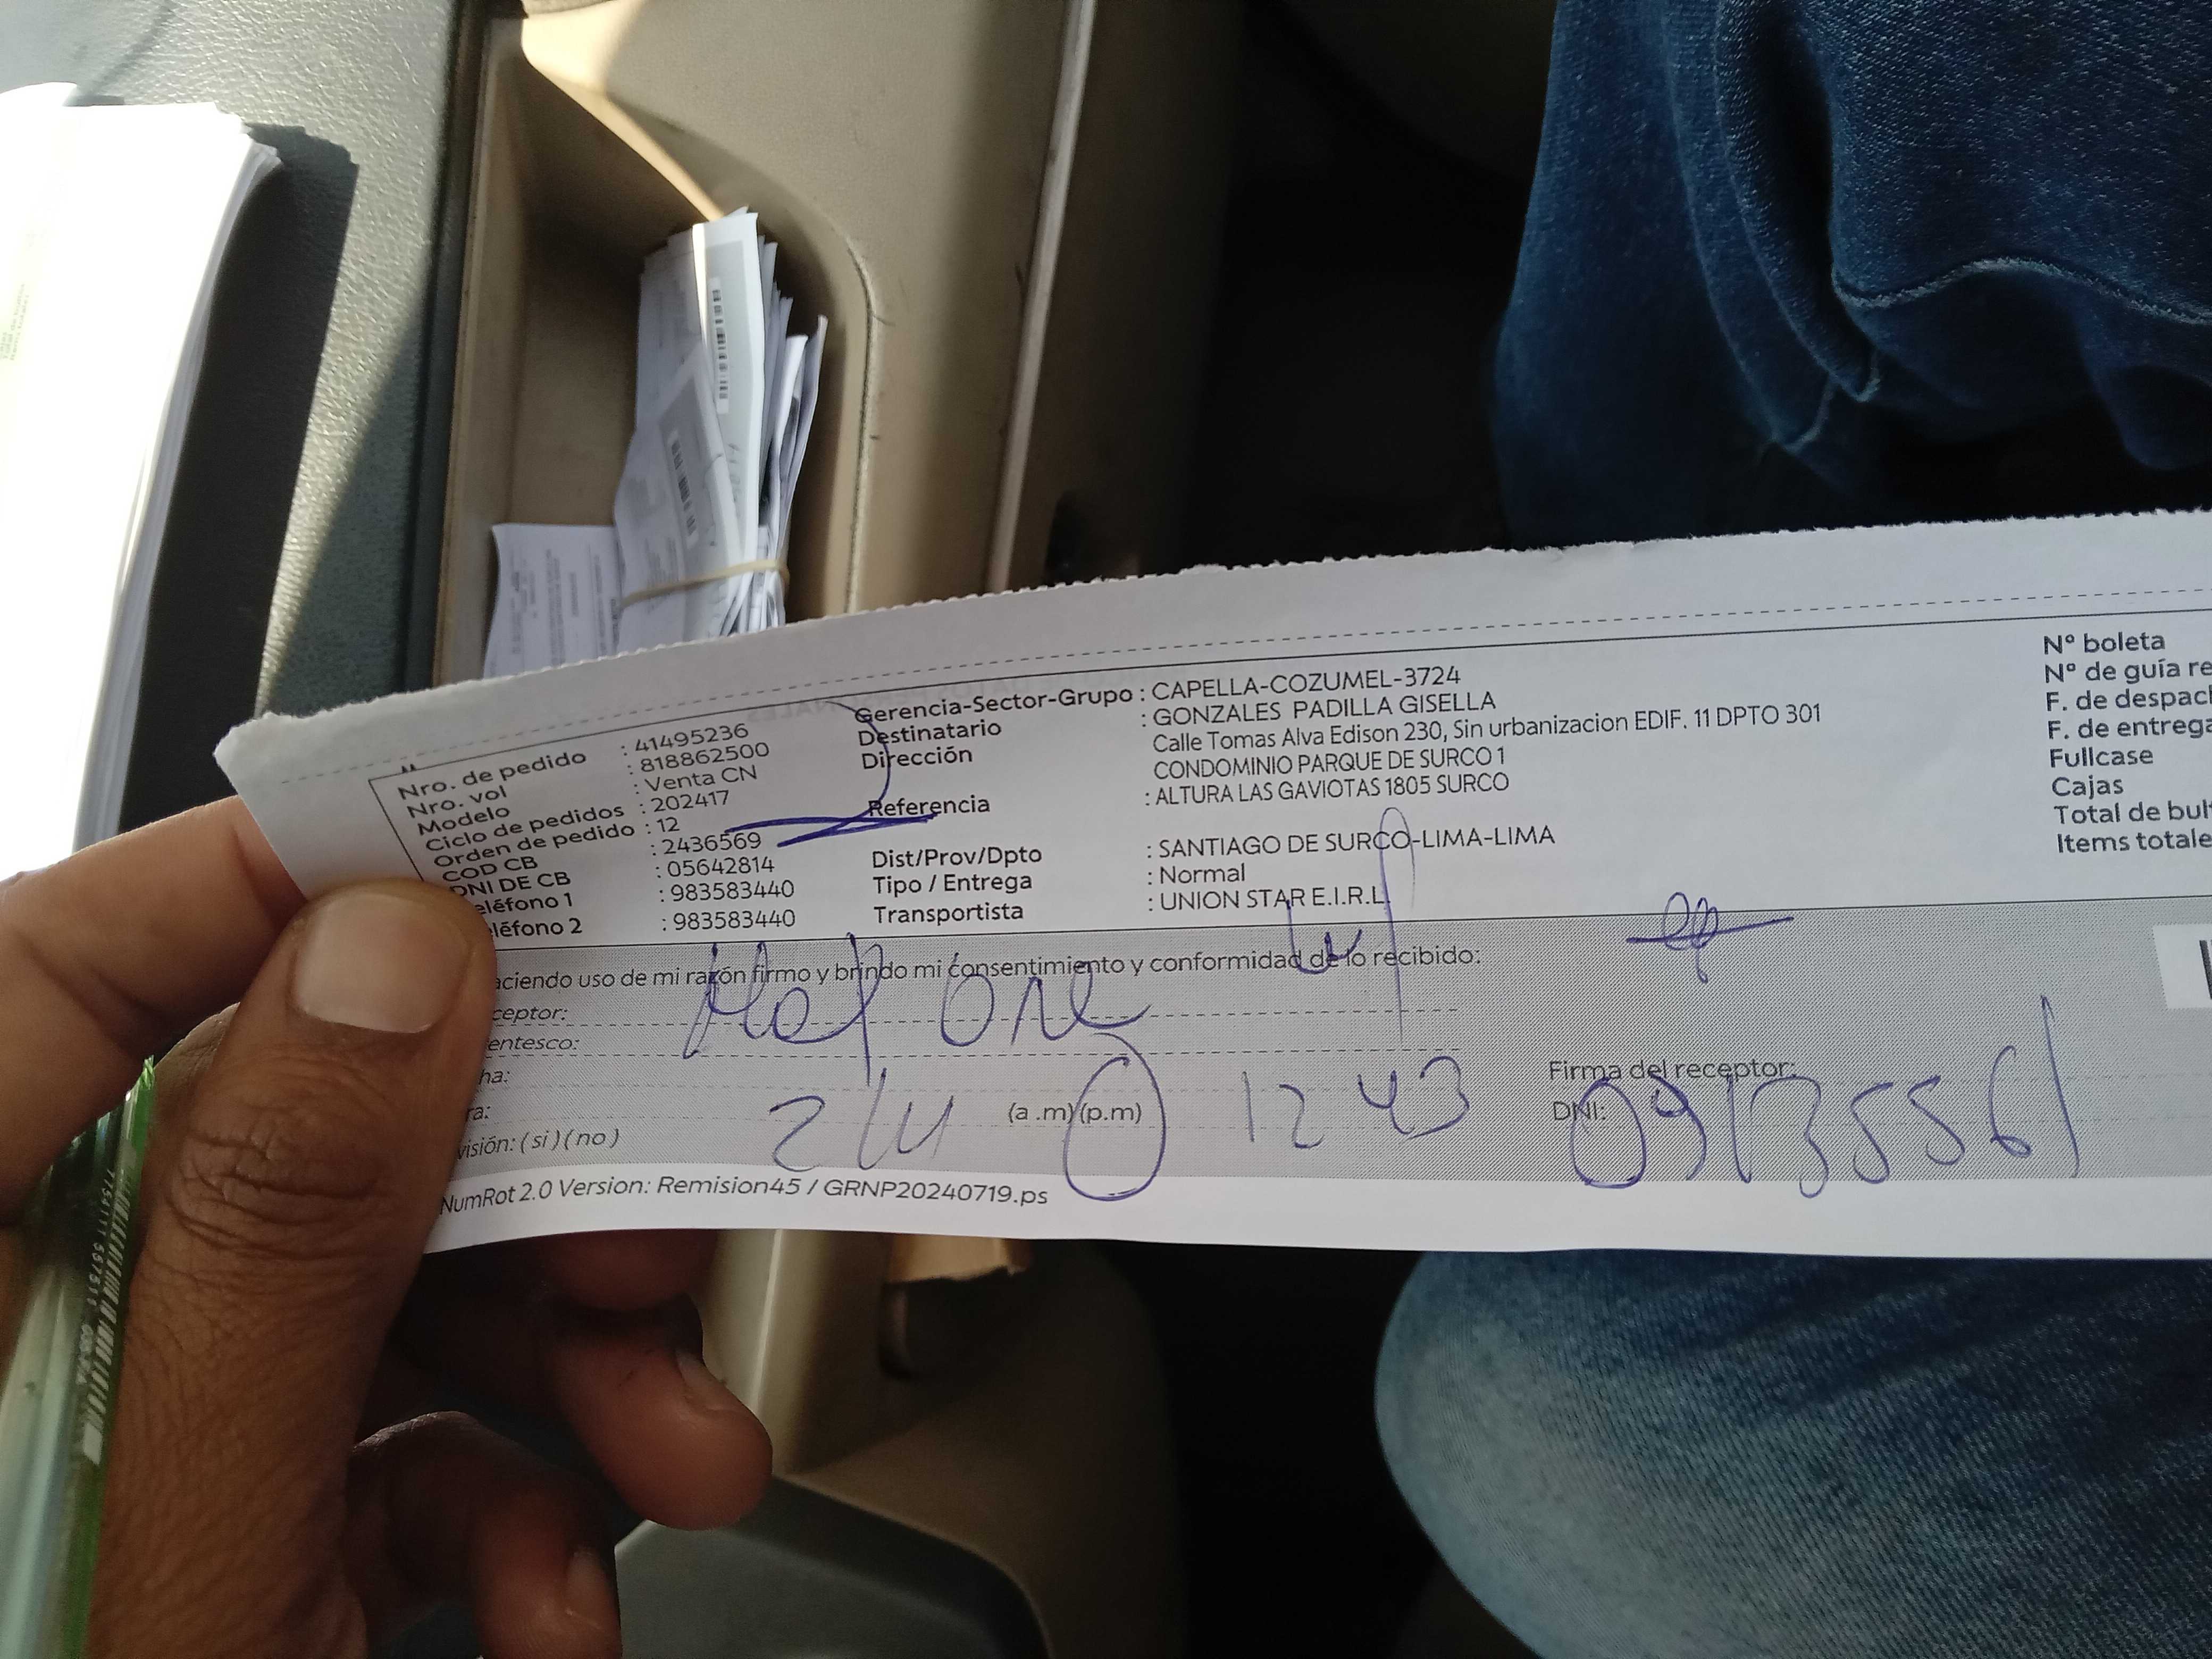 Nro. de pedido : 41495236
Nro. vol : 818862500
Modelo : Venta CN
Ciclo de pedidos : 202417
Orden de pedido : 12
COD CB : 2436569
DNI DE CB : 05642814
eléfono 1 : 983583440
léfono 2 : 983583440
Gerencia-Sector-Grupo : CAPELLA-COZUMEL-3724
Destinatario : GONZALES PADILLA GISELLA
Dirección Calle Tomas Alva Edison 230, Sin urbanizacion EDIF. 11 DPTO 301
CONDOMINIO PARQUE DE SURCO 1
Referencia : ALTURA LAS GAVIOTAS 1805 SURCO
Dist/Prov/Dpto : SANTIAGO DE SURCO-LIMA-LIMA
Tipo / Entrega : Normal
Transportista : UNION STAR E.I.R.L
Nº boleta
Nº de guía re
F. de despach
F. de entrega
Fullcase
Cajas
Total de bult
Items totale
aciendo uso de mi razón firmo y brindo mi consentimiento y conformidad de lo recibido:
ceptor:
entesco:
ha:
ra: (a .m) (p.m) 12 43
visión: ( si ) ( no )
Firma del receptor:
DNI: 09135561
NumRot 2.0 Version: Remision45 / GRNP20240719.ps